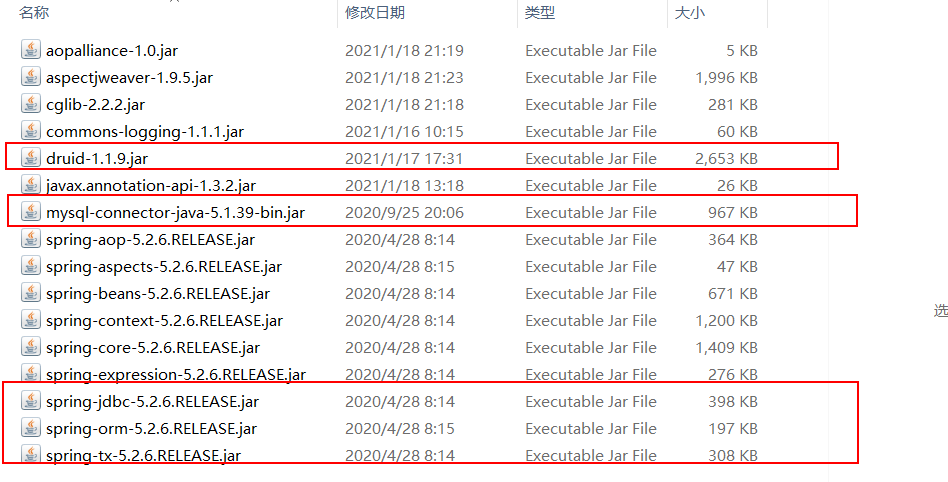 名称 修改日期 类型 大小
aopalliance-1.0.jar 2021/1/18 21:19 Executable Jar File 5 KB
aspectjweaver-1.9.5.jar 2021/1/18 21:23 Executable Jar File 1,996 KB
cglib-2.2.2.jar 2021/1/18 21:18 Executable Jar File 281 KB
commons-logging-1.1.1.jar 2021/1/16 10:15 Executable Jar File 60 KB
druid-1.1.9.jar 2021/1/17 17:31 Executable Jar File 2,653 KB
javax.annotation-api-1.3.2.jar 2021/1/18 13:18 Executable Jar File 26 KB
mysql-connector-java-5.1.39-bin.jar 2020/9/25 20:06 Executable Jar File 967 KB
spring-aop-5.2.6.RELEASE.jar 2020/4/28 8:14 Executable Jar File 364 KB
spring-aspects-5.2.6.RELEASE.jar 2020/4/28 8:15 Executable Jar File 47 KB
spring-beans-5.2.6.RELEASE.jar 2020/4/28 8:14 Executable Jar File 671 KB
选
spring-context-5.2.6.RELEASE.jar 2020/4/28 8:14 Executable Jar File 1,200 KB
spring-core-5.2.6.RELEASE.jar 2020/4/28 8:14 Executable Jar File 1,409 KB
spring-expression-5.2.6.RELEASE.jar 2020/4/28 8:14 Executable Jar File 276 KB
spring-jdbc-5.2.6.RELEASE.jar 2020/4/28 8:14 Executable Jar File 398 KB
spring-orm-5.2.6.RELEASE.jar 2020/4/28 8:15 Executable Jar File 197 KB
spring-tx-5.2.6.RELEASE.jar 2020/4/28 8:14 Executable Jar File 308 KB